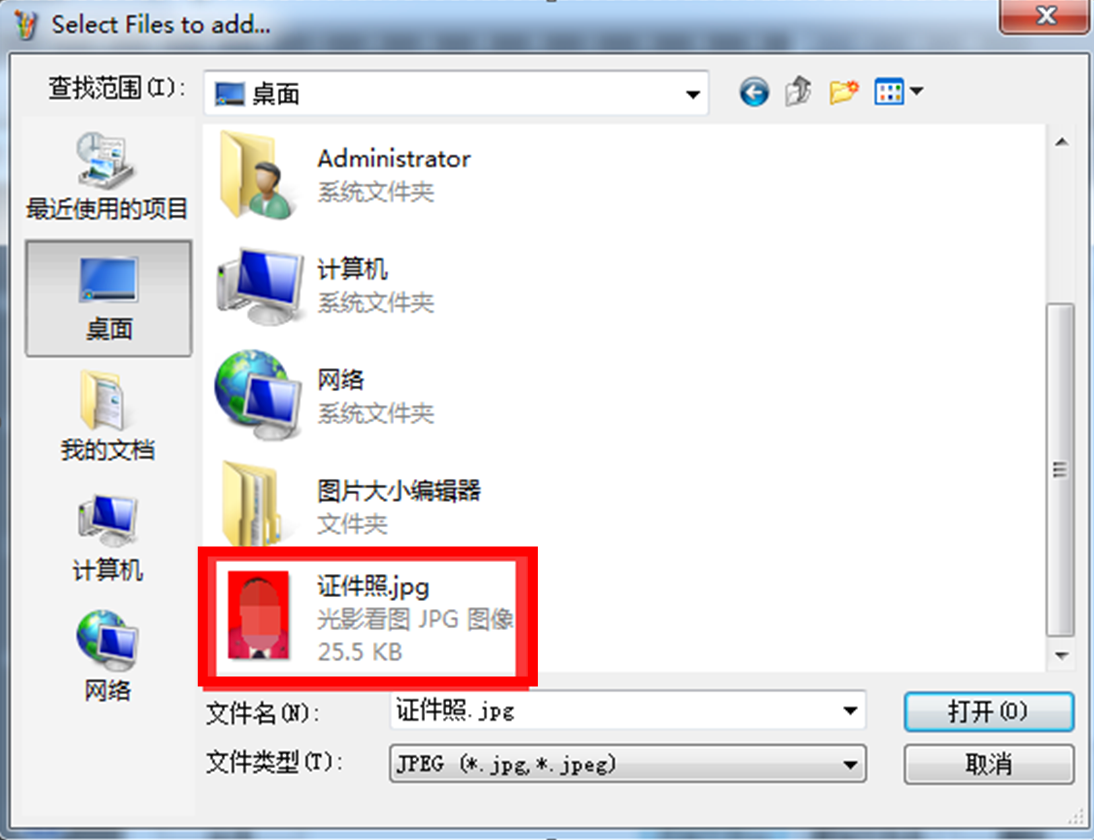 Select Files to add...
查找范围(I):
桌面
最近使用的项目
桌面
我的文档
计算机
网络
Administrator
系统文件夹
计算机
系统文件夹
网络
系统文件夹
图片大小编辑器
文件夹
证件照.jpg
光影看图 JPG 图像
25.5 KB
文件名(N):
证件照.jpg
打开(O)
文件类型(T):
JPEG (*.jpg,*.jpeg)
取消